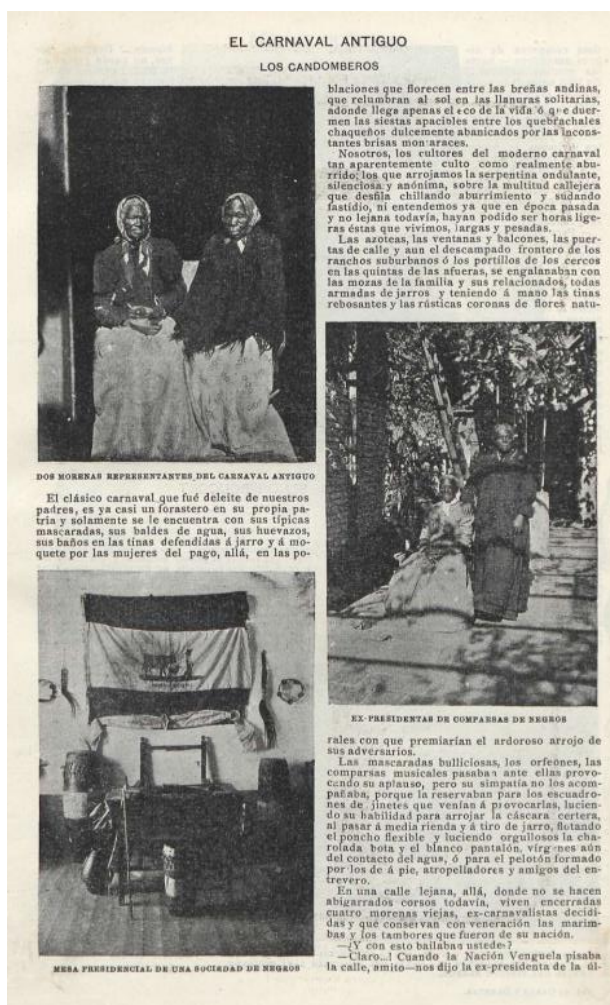 EL CARNAVAL ANTIGUO
LOS CANDOMBEROS
DOS MORENAS REPRESENTANTES DEL CARNAVAL ANTIGUO
El clásico carnaval que fué deleite de nuestros
padres, es ya casi un forastero en su propia pa-
tria y solamente se le encuentra con sus típicas
mascaradas, sus baldes de agua, sus huevazos,
sus baños en las tinas defendidas á jarro y á mo-
quete por las mujeres del pago, allá, en las po-
MESA PRESIDENCIAL DE UNA SOCIEDAD DE NEGROS
blaciones que florecen entre las breñas andinas,
que relumbran al sol en las llanuras solitarias,
adonde llega apenas el eco de la vida ó que duer-
men las siestas apacibles entre los quebrachales
chaqueños dulcemente abanicados por las incons-
tantes brisas montaraces.
Nosotros, los cultores del moderno carnaval
tan aparentemente culto como realmente abu-
rrido; los que arrojamos la serpentina ondulante,
silenciosa y anónima, sobre la multitud callejera
que desfila chillando aburrimiento y sudando
fastidio, ni entendemos ya que en época pasada
y no lejana todavía, hayan podido ser horas lige-
ras éstas que vivimos, largas y pesadas.
Las azoteas, las ventanas y balcones, las puer-
tas de calle y aun el descampado frontero de los
ranchos suburbanos ó los portillos de los cercos
en las quintas de las afueras, se engalanaban con
las mozas de la familia y sus relacionados, todas
armadas de jarros y teniendo á mano las tinas
rebosantes y las rústicas coronas de flores natu-
EX-PRESIDENTAS DE COMPARSAS DE NEGROS
rales con que premiarían el ardoroso arrojo de
sus adversarios.
Las mascaradas bulliciosas, los orfeones, las
comparsas musicales pasaban ante ellas provo-
cando su aplauso, pero su simpatía no los acom-
pañaba, porque la reservaban para los escuadro-
nes de jinetes que venían á provocarlas, lucien-
do su habilidad para arrojar la cáscara certera,
al pasar á media rienda y á tiro de jarro, flotando
el poncho flexible y luciendo orgullosos la cha-
rolada bota y el blanco pantalón, vírgenes aún
del contacto del agua, ó para el pelotón formado
por los de á pie, atropelladores y amigos del en-
trevero.
En una calle lejana, allá, donde no se hacen
abigarrados corsos todavía, viven encerradas
cuatro morenas viejas, ex-carnavalistas decidi-
das y que conservan con veneración las marim-
bas y los tambores que fueron de su nación.
—¿Y con esto bailaban ustedes?
—Claro...! Cuando la Nación Venguela pisaba
la calle, amito—nos dijo la ex-presidenta de la úl-